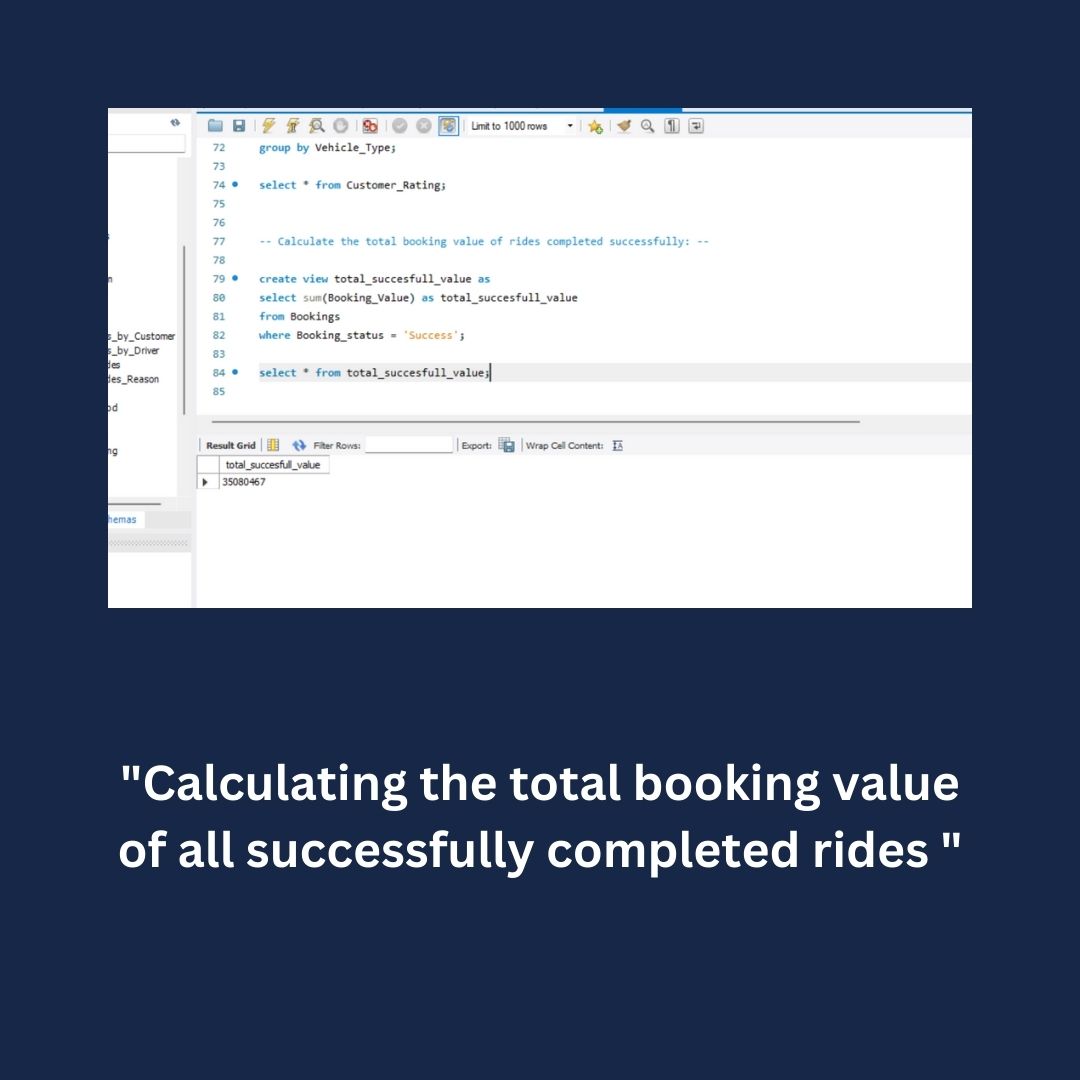 Limit to 1000 rows
72 group by Vehicle_Type;
73
74 select * from Customer_Rating;
75
76
77 -- Calculate the total booking value of rides completed successfully: --
78
79 create view total_succesfull_value as
80 select sum(Booking_Value) as total_succesfull_value
81 from Bookings
82 where Booking_status = 'Success';
83
84 select * from total_succesfull_value;
85
s_by_Customer
s_by_Driver
des
des_Reason
od
ng
hemas
Result Grid Filter Rows: Export: Wrap Cell Content:
total_succesfull_value
35080467
"Calculating the total booking value
of all successfully completed rides "